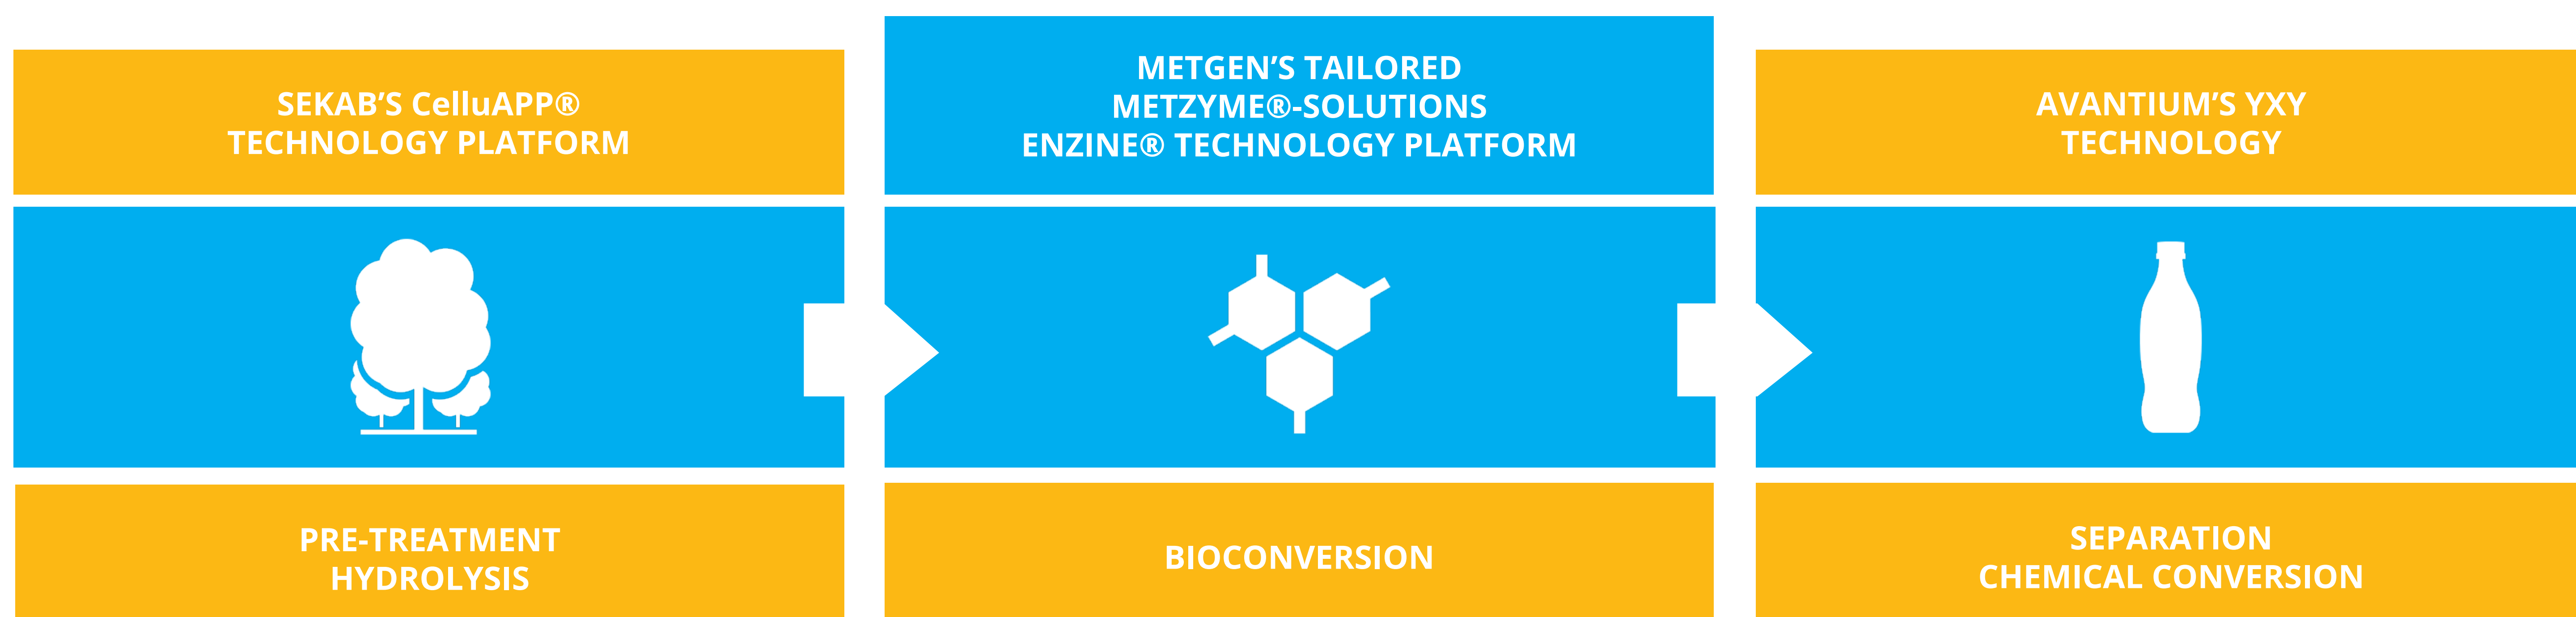 SEKAB’S CelluAPP®
TECHNOLOGY PLATFORM
METGEN’S TAILORED
METZYME®-SOLUTIONS
ENZINE® TECHNOLOGY PLATFORM
AVANTIUM’S YXY
TECHNOLOGY
PRE-TREATMENT
HYDROLYSIS
BIOCONVERSION
SEPARATION
CHEMICAL CONVERSION